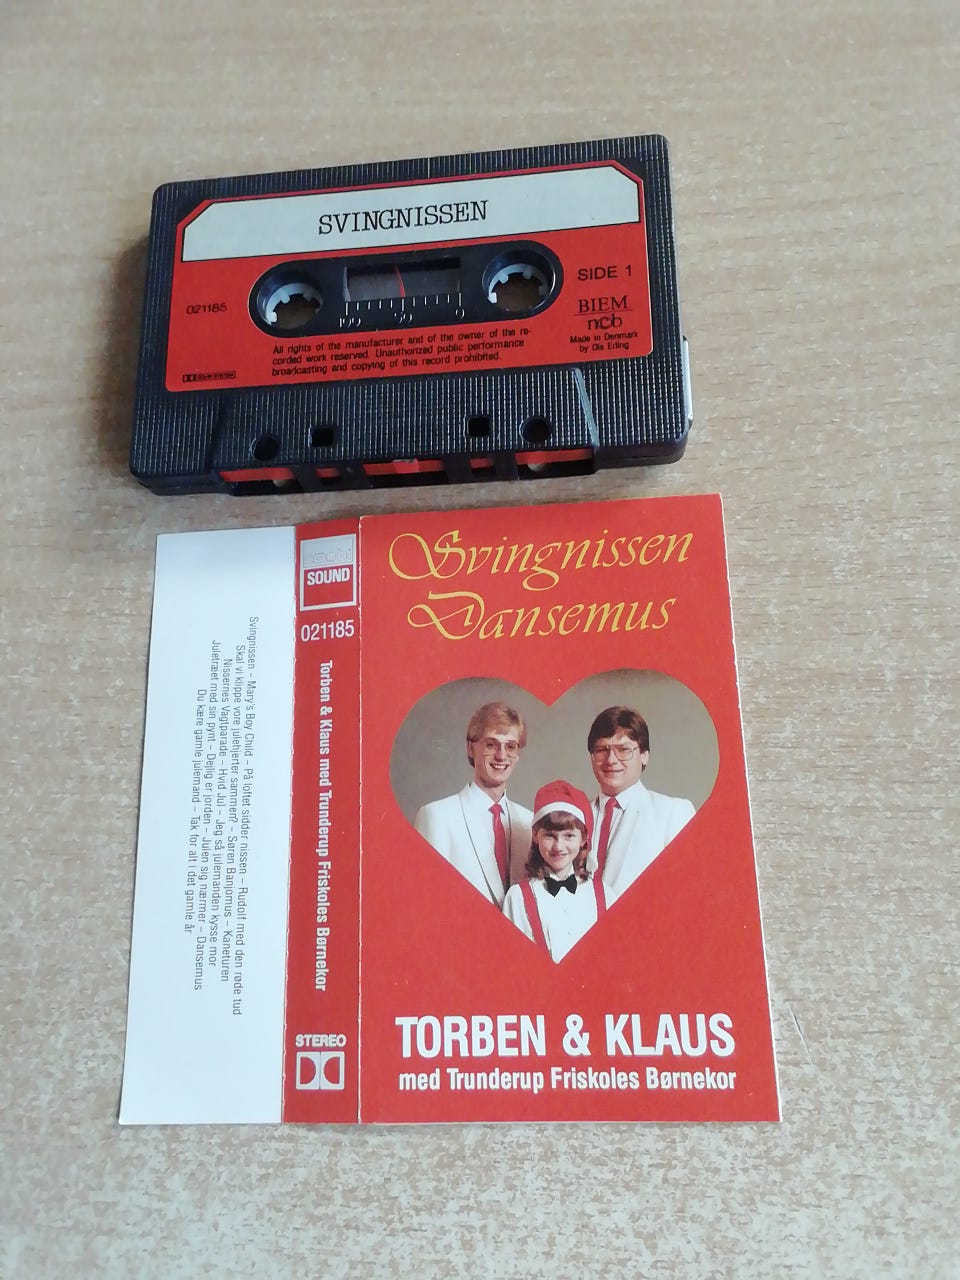 SVINGNISSEN
SIDE 1
021185
BIEM
ncb
Made in Denmark
by Ole Erling
100 50 0
All rights of the manufacturer and of the owner of the re-
corded work reserved. Unauthorized public performance
broadcasting and copying of this record prohibited.
DOLBY SYSTEM
Svingnissen
Dansemus
TORBEN & KLAUS
med Trunderup Friskoles Børnekor
SOUND
021185
Torben & Klaus med Trunderup Friskoles Børnekor
STEREO
Svingnissen – Mary's Boy Child – På loftet sidder nissen – Rudolf med den røde tud
Skal vi klippe vore julehjerter sammen? – Søren Banjomus – Kaneturen
Nissernes Vagtparade – Hvid Jul – Jeg så julemanden kysse mor
Juletræet med sin pynt – Dejlig er jorden – Julen sig nærmer – Dansemus
Du kære gamle julemand – Tak for alt i det gamle år